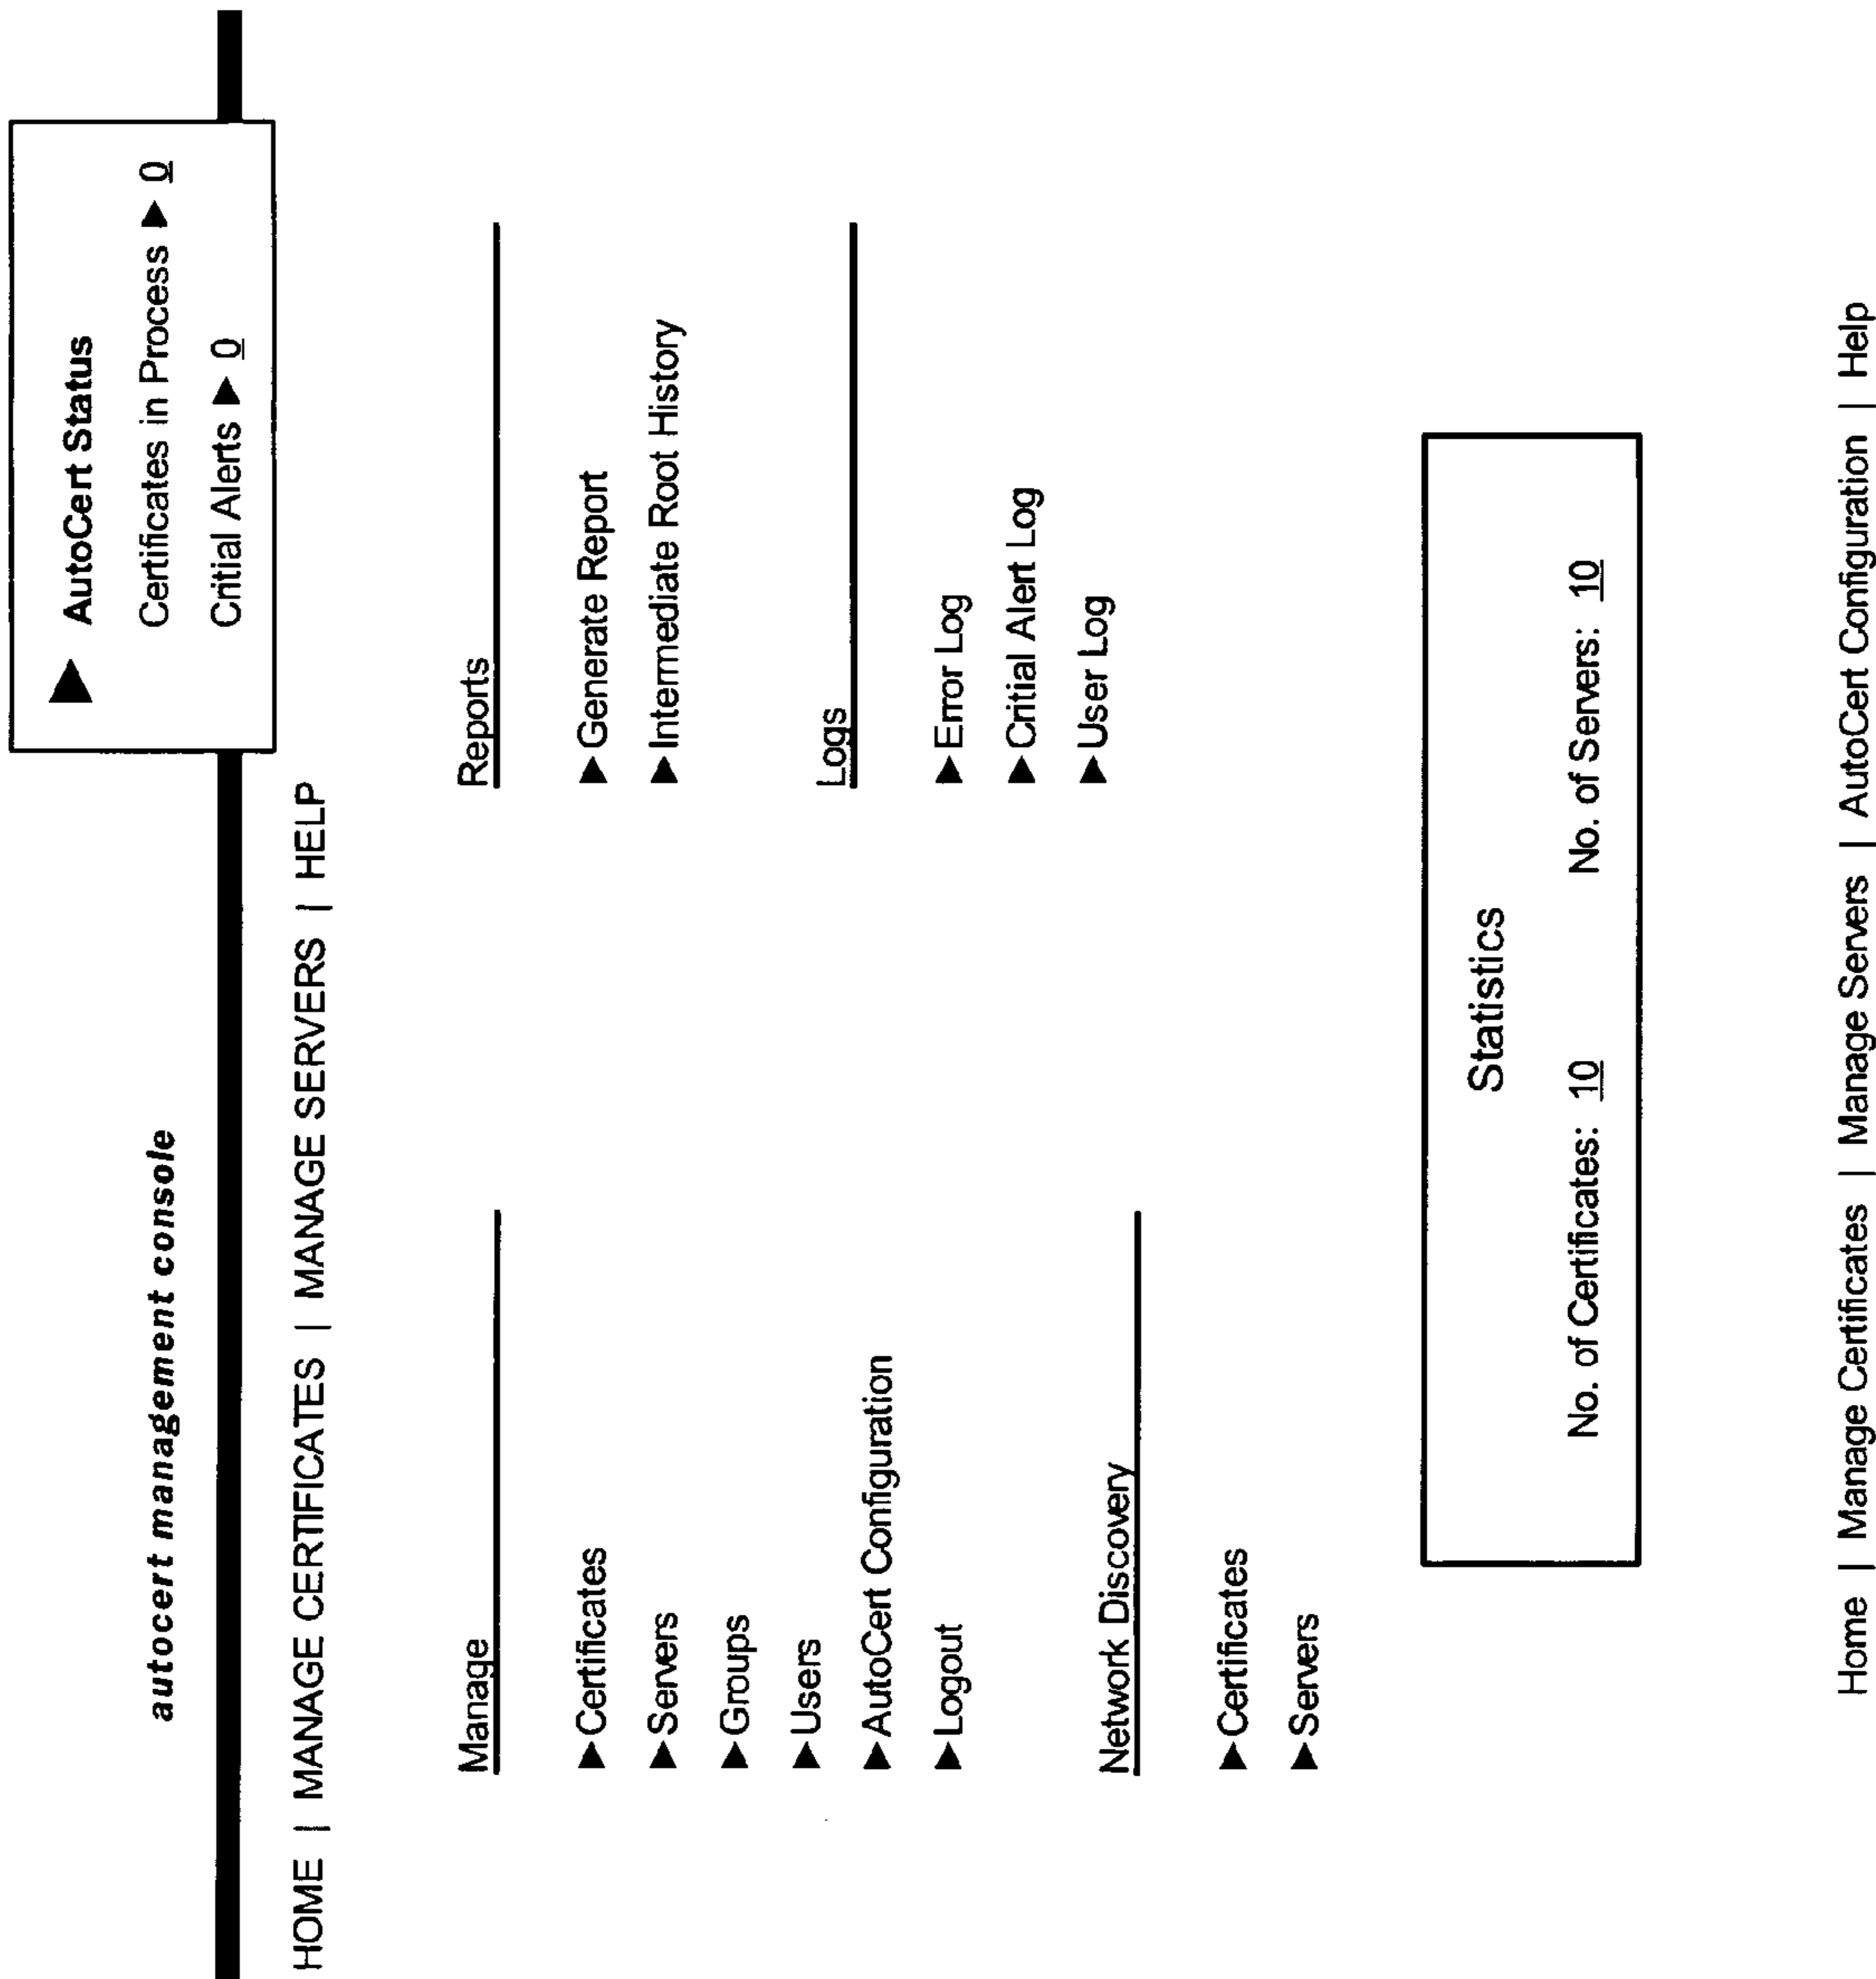 autocert management console
AutoCert Status
Certificates in Process 0
Critial Alerts 0
HOME | MANAGE CERTIFICATES | MANAGE SERVERS | HELP
Manage
Certificates
Servers
Groups
Users
AutoCert Configuration
Logout
Network Discovery
Certificates
Servers
Reports
Generate Report
Intermediate Root History
Logs
Error Log
Critial Alert Log
User Log
Statistics
No. of Certificates: 10 No. of Servers: 10
Home | Manage Certificates | Manage Servers | AutoCert Configuration | Help